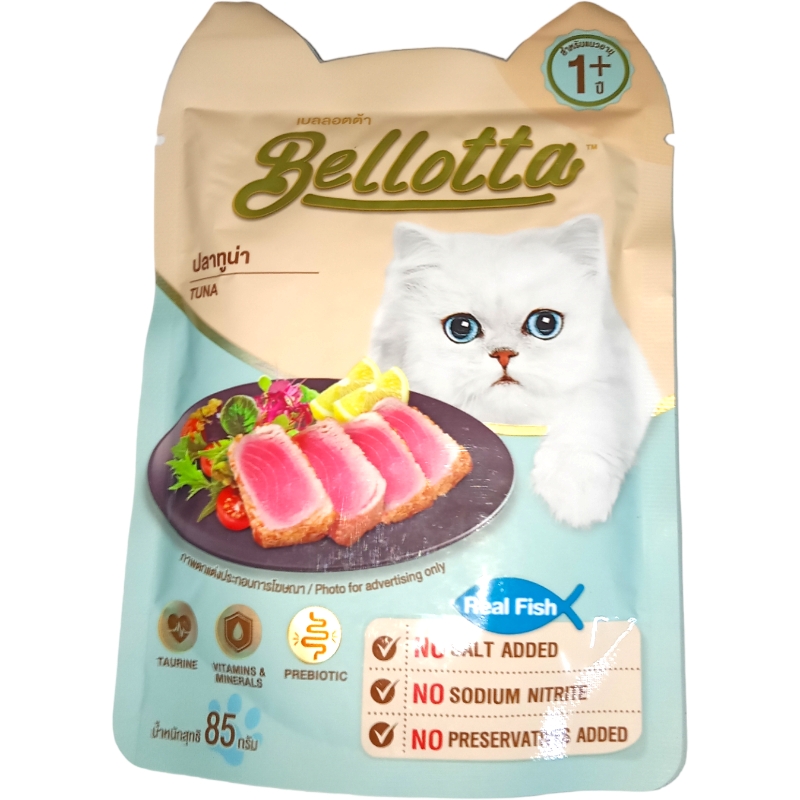 สำหรับแมวอายุ
1+
ปี
เบลลอตต้า
Bellotta™
ปลาทูน่า
TUNA
ภาพตกแต่งประกอบการโฆษณา / Photo for advertising only
Real Fish
TAURINE
VITAMINS &
MINERALS
PREBIOTIC
NO SALT ADDED
NO SODIUM NITRITE
NO PRESERVATIVES ADDED
น้ำหนักสุทธิ 85 กรัม